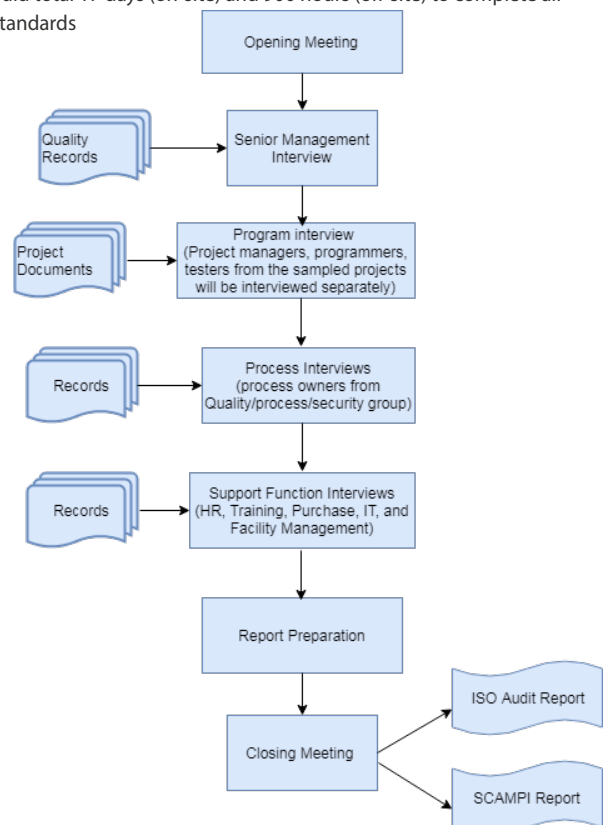 standards
Opening Meeting
Quality
Records
Senior Management
Interview
Project
Documents
Program interview
(Project managers, programmers,
testers from the sampled projects
will be interviewed separately)
Records
Process Interviews
(process owners from
Quality/process/security group)
Records
Support Function Interviews
(HR, Training, Purchase, IT, and
Facility Management)
Report Preparation
ISO Audit Report
Closing Meeting
SCAMPI Report